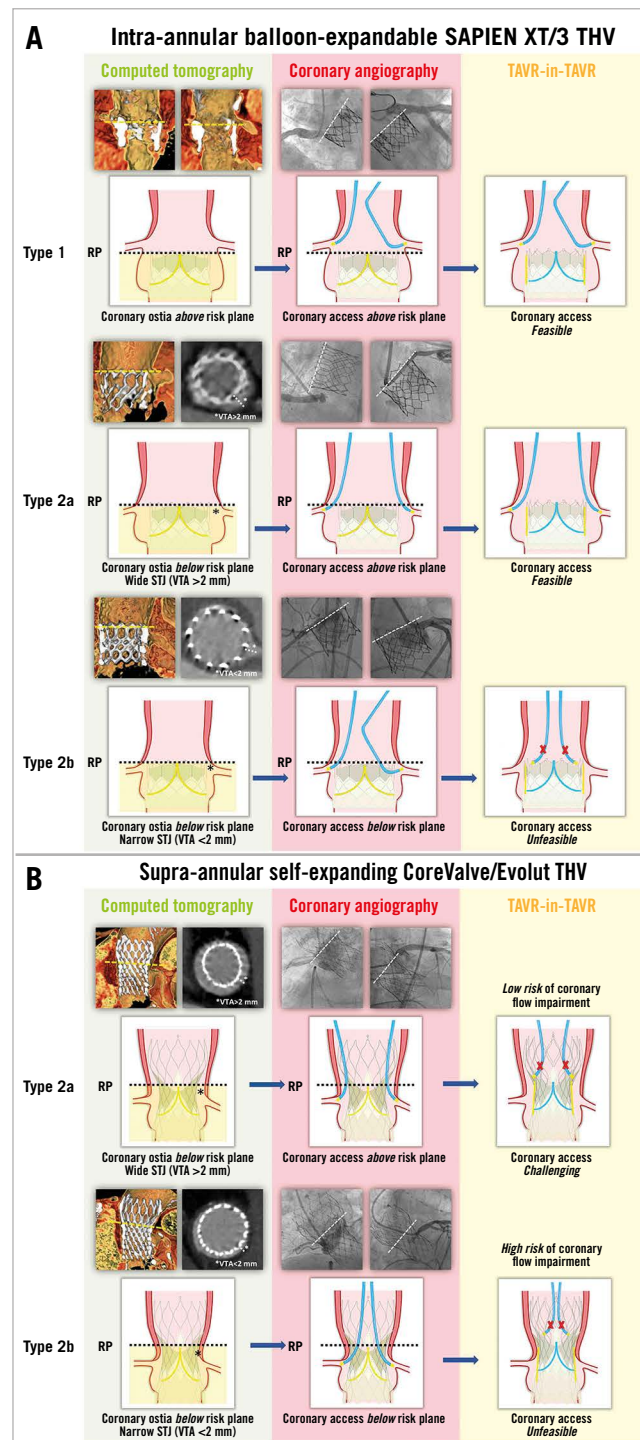 A
Intra-annular balloon-expandable SAPIEN XT/3 THV
Computed tomography
Coronary angiography
TAVR-in-TAVR
Type 1
RP
RP
Coronary ostia above risk plane
Coronary access above risk plane
Coronary access
Feasible
*VTA>2 mm
Type 2a
RP
*
Coronary ostia below risk plane
Wide STJ (VTA >2 mm)
Coronary access above risk plane
Coronary access
Feasible
*VTA<2 mm
Type 2b
RP
RP
*
Coronary ostia below risk plane
Narrow STJ (VTA <2 mm)
Coronary access below risk plane
Coronary access
Unfeasible
B
Supra-annular self-expanding CoreValve/Evolut THV
Computed tomography
Coronary angiography
TAVR-in-TAVR
*VTA>2 mm
Low risk of coronary
flow impairment
Type 2a
RP
RP
*
Coronary ostia below risk plane
Wide STJ (VTA >2 mm)
Coronary access above risk plane
Coronary access
Challenging
*VTA<2 mm
High risk of coronary
flow impairment
Type 2b
RP
RP
*
Coronary ostia below risk plane
Narrow STJ (VTA <2 mm)
Coronary access below risk plane
Coronary access
Unfeasible